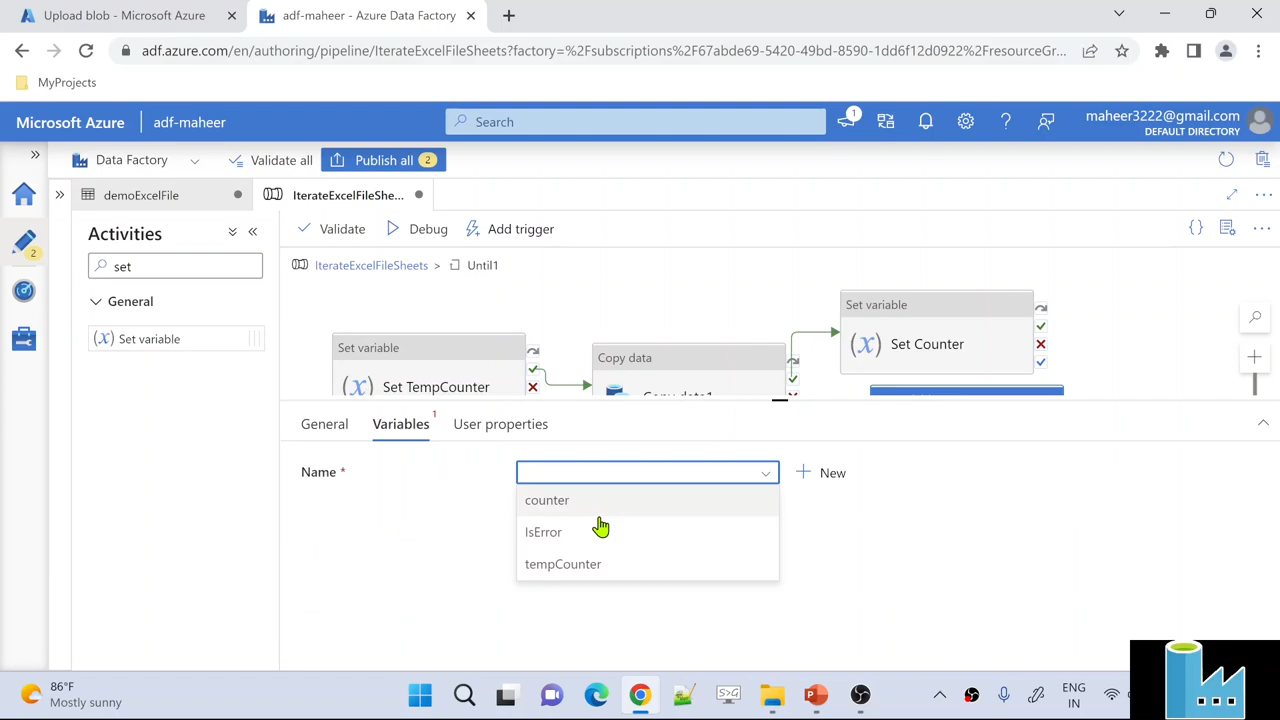 Upload blob - Microsoft Azure
adf-maheer - Azure Data Factory
adf.azure.com/en/authoring/pipeline/IterateExcelFileSheets?factory=%2Fsubscriptions%2F67abde69-5420-49bd-8590-1dd6f12d0922%2FresourceGr...
MyProjects
Microsoft Azure
adf-maheer
Search
1
maheer3222@gmail.com
DEFAULT DIRECTORY
Data Factory
Validate all
Publish all 2
demoExcelFile
IterateExcelFileShe...
Activities
Validate
Debug
Add trigger
2
set
IterateExcelFileSheets > Until1
General
(x) Set variable
Set variable
(x) Set Counter
Set variable
(x) Set TempCounter
Copy data
General
Variables 1
User properties
Name *
New
counter
IsError
tempCounter
86°F
Mostly sunny
ENG
IN